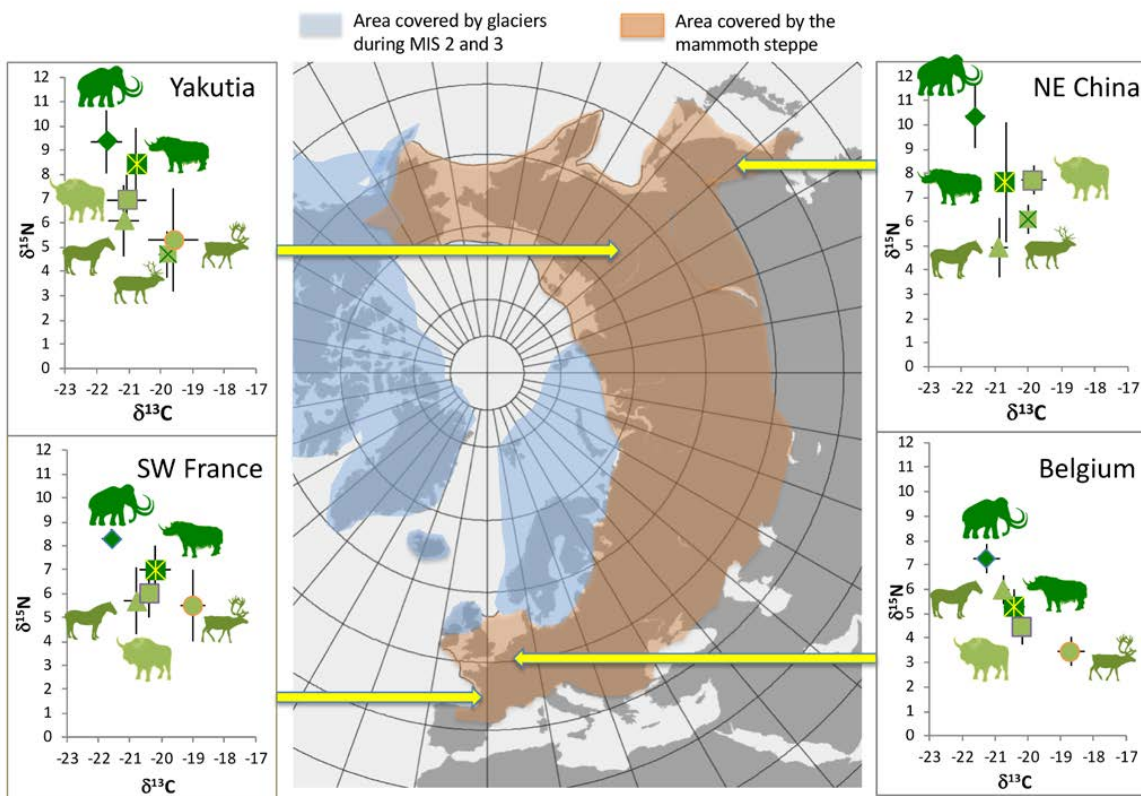 Area covered by glaciers
during MIS 2 and 3
Area covered by the
mammoth steppe
Yakutia
12
11
10
9
8
7
6
5
4
3
2
1
0
δ15N
-23 -22 -21 -20 -19 -18 -17
δ13C
NE China
12
11
10
9
8
7
6
5
4
3
2
1
0
δ15N
-23 -22 -21 -20 -19 -18 -17
δ13C
SW France
12
11
10
9
8
7
6
5
4
3
2
1
0
δ15N
-23 -22 -21 -20 -19 -18 -17
δ13C
Belgium
12
11
10
9
8
7
6
5
4
3
2
1
0
δ15N
-23 -22 -21 -20 -19 -18 -17
δ13C